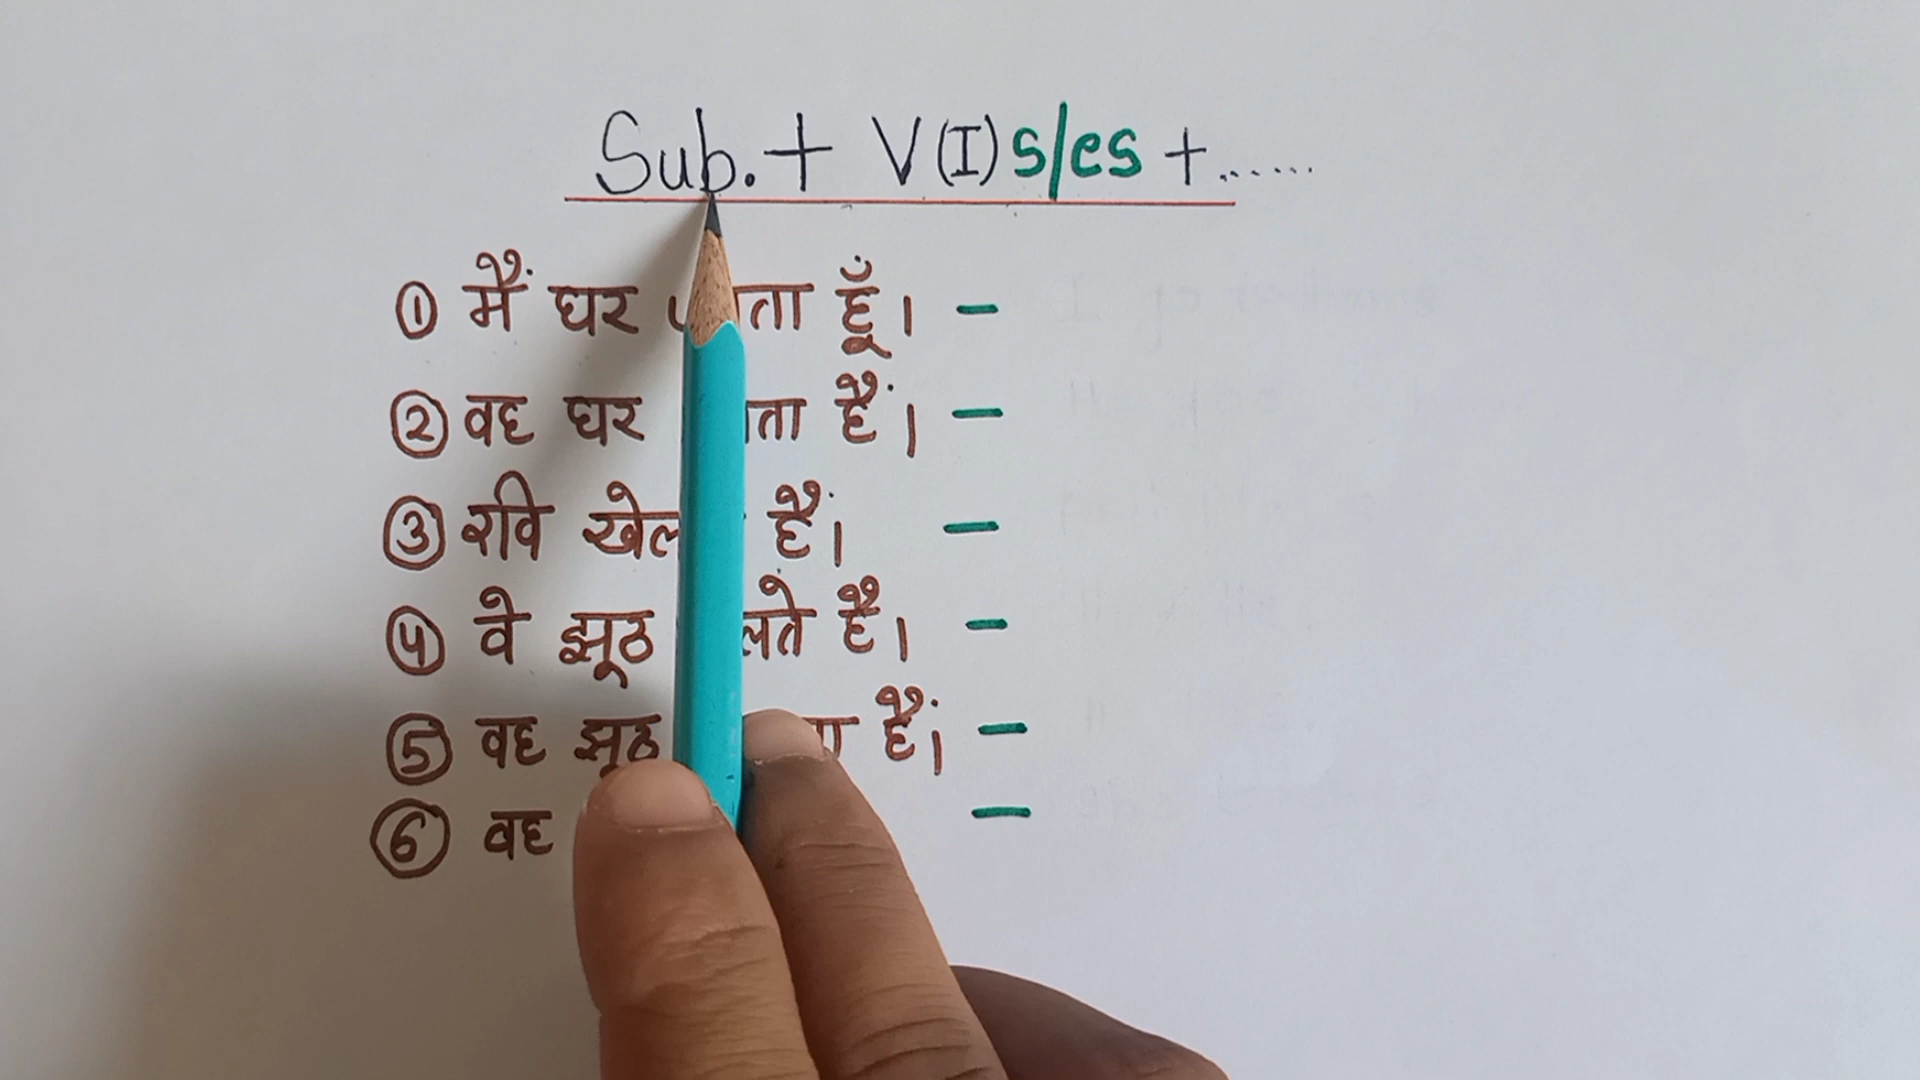 Sub. + V(I) s/es + ......
① मैं घर हूँ। -
② वह घर है। -
③ रवि है। -
④ वे झूठ हैं। -
⑤ वह झूठ है। -
⑥ वह -